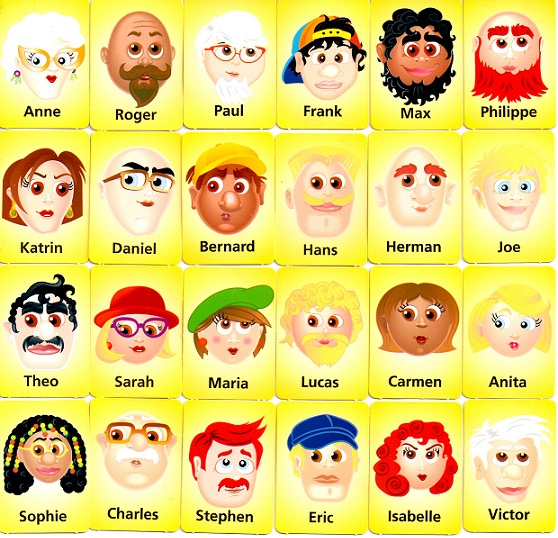 Anne Roger Paul Frank Max Philippe
Katrin Daniel Bernard Hans Herman Joe
Theo Sarah Maria Lucas Carmen Anita
Sophie Charles Stephen Eric Isabelle Victor